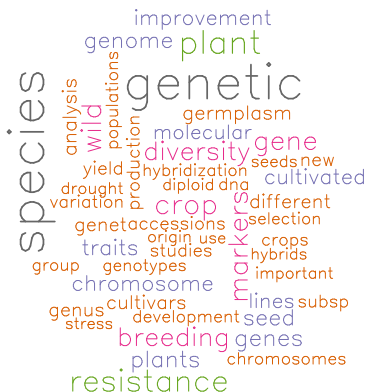 improvement
genome plant
genetic
species
analysis
wild
populations
production
germplasm
molecular
gene
diversity
seeds new
yield hybridization
cultivated
drought diploid dna
variation
crop
different
markers
selection
genet accessions
origin use
crops
traits studies
hybrids
group genotypes
important
chromosome
cultivars
lines subsp
genus
development seed
stress
breeding genes
plants chromosomes
resistance